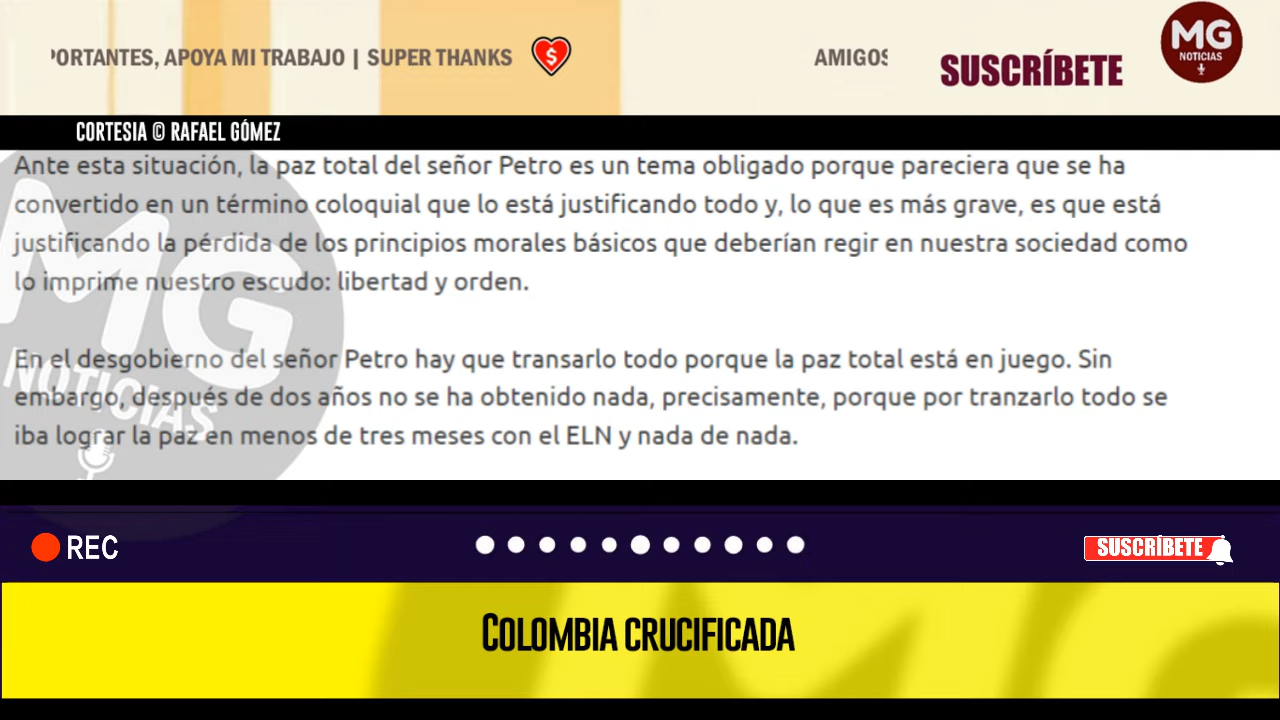 PORTANTES, APOYA MI TRABAJO | SUPER THANKS
AMIGOS
SUSCRÍBETE
MG
NOTICIAS
CORTESIA © RAFAEL GÓMEZ
Ante esta situación, la paz total del señor Petro es un tema obligado porque pareciera que se ha
convertido en un término coloquial que lo está justificando todo y, lo que es más grave, es que está
justificando la pérdida de los principios morales básicos que deberían regir en nuestra sociedad como
lo imprime nuestro escudo: libertad y orden.
En el desgobierno del señor Petro hay que transarlo todo porque la paz total está en juego. Sin
embargo, después de dos años no se ha obtenido nada, precisamente, porque por tranzarlo todo se
iba lograr la paz en menos de tres meses con el ELN y nada de nada.
MG
NOTICIAS
REC
SUSCRÍBETE
COLOMBIA CRUCIFICADA